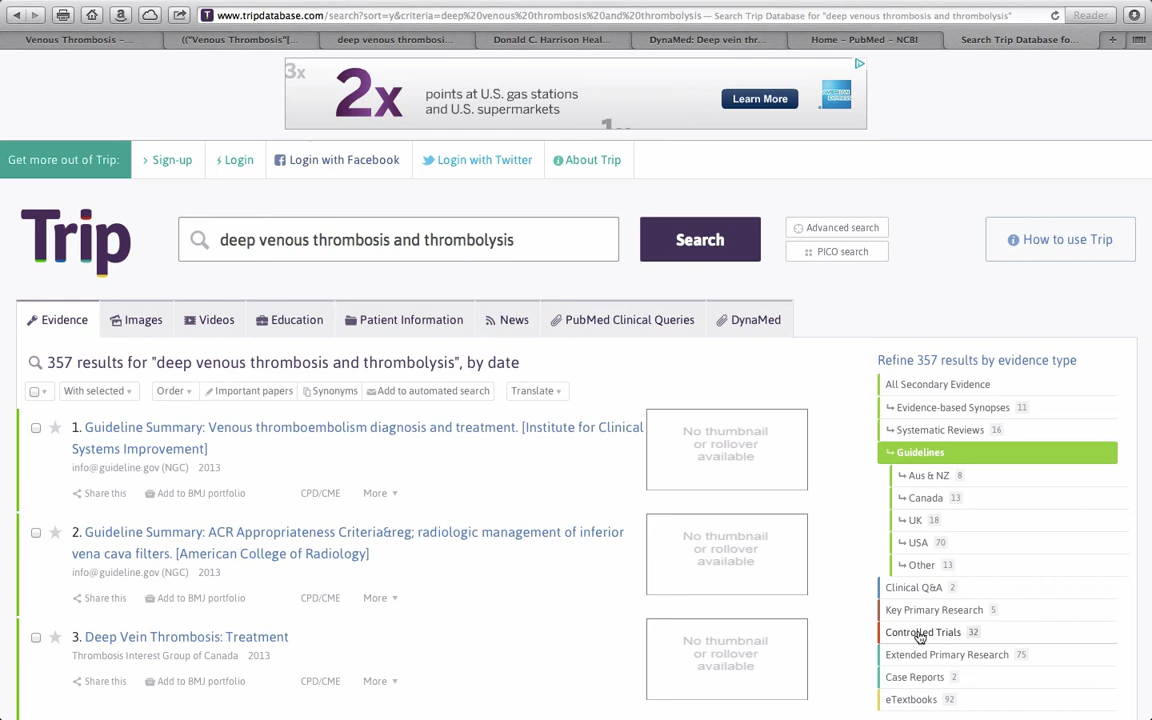 www.tripdatabase.com/search?sort=y&criteria=deep%20venous%20thrombosis%20and%20thrombolysis — Search Trip Database for "deep venous thrombosis and thrombolysis"
Reader
Venous Thrombosis –...
(("Venous Thrombosis"[...
deep venous thrombosi...
Donald C. Harrison Heal...
DynaMed: Deep vein thr...
Home – PubMed – NCBI
Search Trip Database fo...
3x
2x
points at U.S. gas stations
and U.S. supermarkets
Learn More
Get more out of Trip:
Sign-up
Login
Login with Facebook
Login with Twitter
About Trip
Trip
deep venous thrombosis and thrombolysis
Search
Advanced search
PICO search
How to use Trip
Evidence
Images
Videos
Education
Patient Information
News
PubMed Clinical Queries
DynaMed
357 results for "deep venous thrombosis and thrombolysis", by date
With selected
Order
Important papers
Synonyms
Add to automated search
Translate
1. Guideline Summary: Venous thromboembolism diagnosis and treatment. [Institute for Clinical
Systems Improvement]
info@guideline.gov (NGC) 2013
Share this
Add to BMJ portfolio
CPD/CME
More
No thumbnail
or rollover
available
2. Guideline Summary: ACR Appropriateness Criteria&reg; radiologic management of inferior
vena cava filters. [American College of Radiology]
info@guideline.gov (NGC) 2013
Share this
Add to BMJ portfolio
CPD/CME
More
No thumbnail
or rollover
available
3. Deep Vein Thrombosis: Treatment
Thrombosis Interest Group of Canada 2013
Share this
Add to BMJ portfolio
CPD/CME
More
No thumbnail
or rollover
available
Refine 357 results by evidence type
All Secondary Evidence
Evidence-based Synopses 11
Systematic Reviews 16
Guidelines
Aus & NZ 8
Canada 13
UK 18
USA 70
Other 13
Clinical Q&A 2
Key Primary Research 5
Controlled Trials 32
Extended Primary Research 75
Case Reports 2
eTextbooks 92